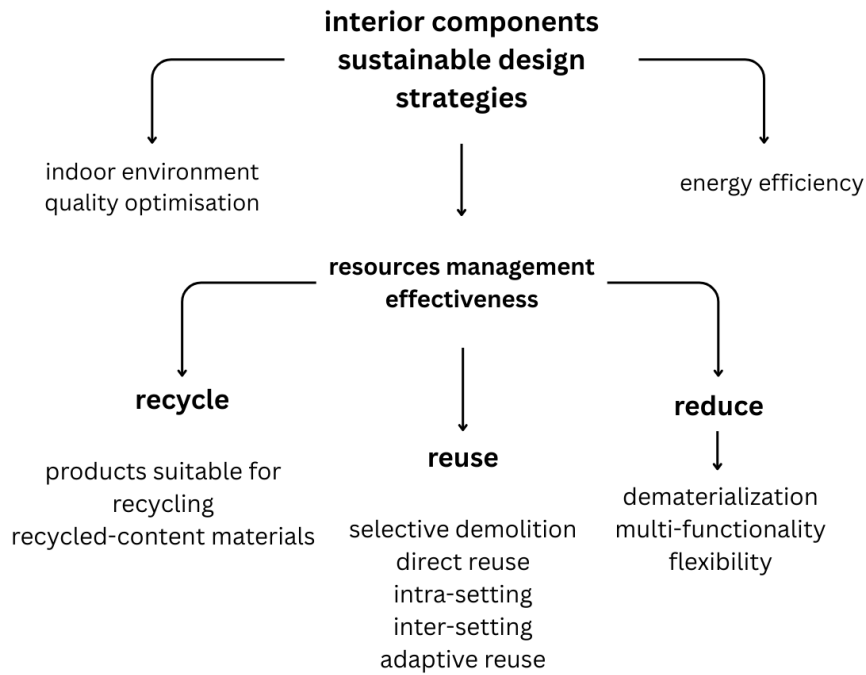 interior components
sustainable design
strategies
indoor environment
quality optimisation
energy efficiency
resources management
effectiveness
recycle
products suitable for
recycling
recycled-content materials
reuse
selective demolition
direct reuse
intra-setting
inter-setting
adaptive reuse
reduce
dematerialization
multi-functionality
flexibility